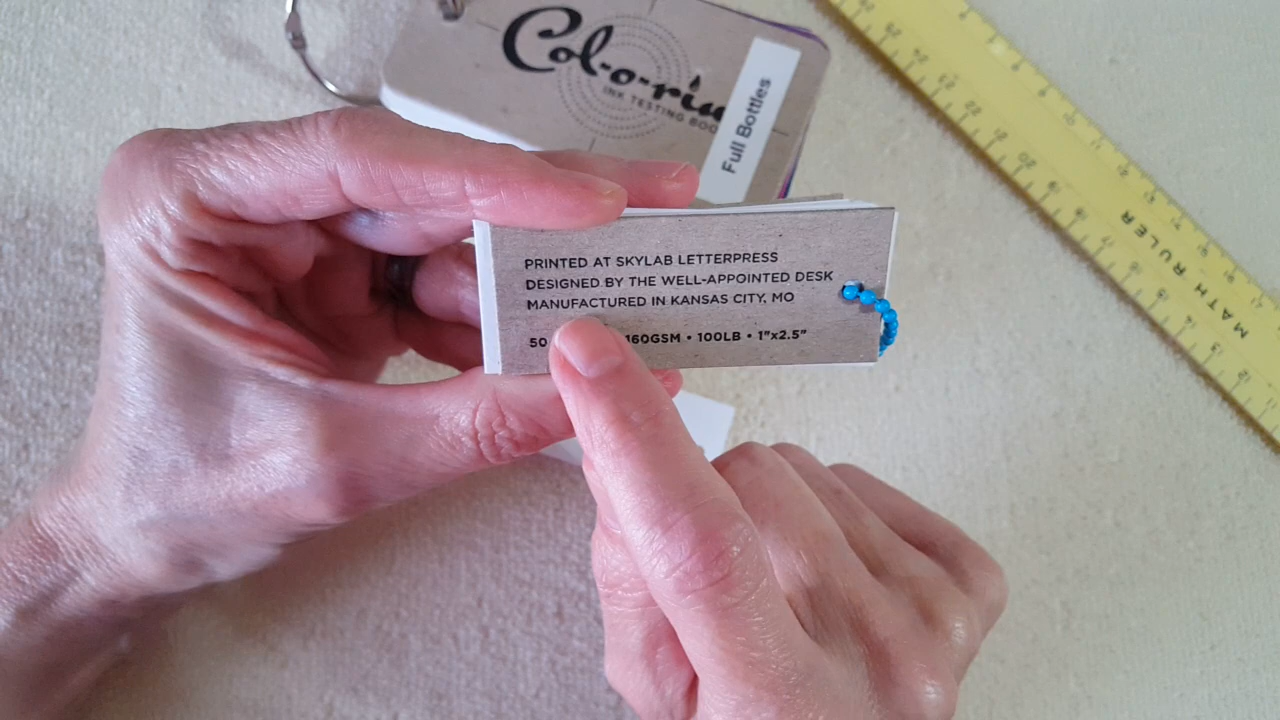 Col-o-rin
INK TESTING BOO
Full Bottles
PRINTED AT SKYLAB LETTERPRESS
DESIGNED BY THE WELL-APPOINTED DESK
MANUFACTURED IN KANSAS CITY, MO
50 160GSM • 100LB • 1"x2.5"
MATH RULER